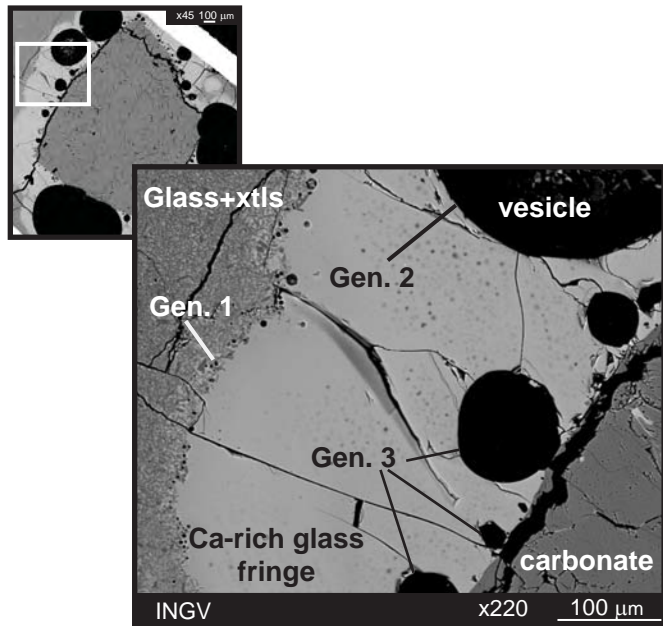 x45 100 μm
Glass+xtls
vesicle
Gen. 2
Gen. 1
Gen. 3
Ca-rich glass
fringe
carbonate
INGV x220 100 μm